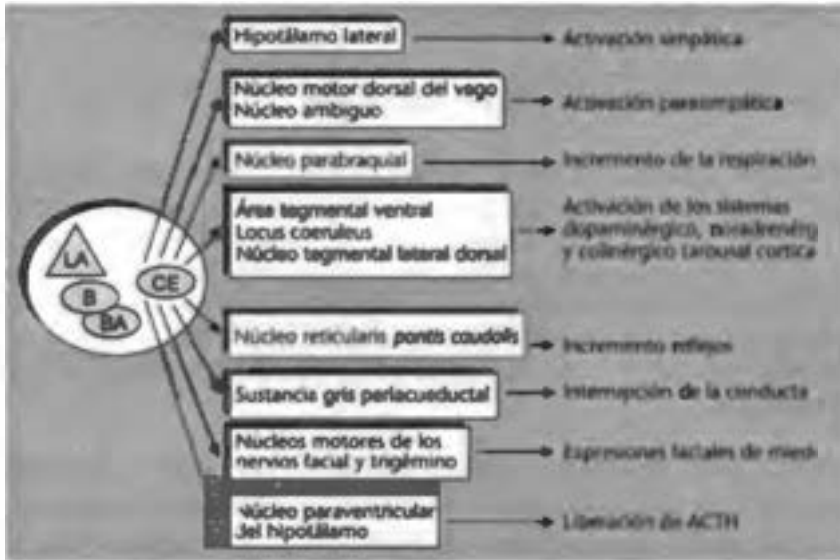 Hipotálamo lateral
Activación simpática
Núcleo motor dorsal del vago
Núcleo ambiguo
Activación parasimpática
Núcleo parabraquial
Incremento de la respiración
Área tegmental ventral
Locus coeruleus
Núcleo tegmental lateral dorsal
Activación de los sistemas
dopaminérgico, noradrenérg
y colinérgico (arousal cortica
LA
B
BA
CE
Núcleo reticularis pontis caudalis
Incremento reflejos
Sustancia gris periacueductal
Interrupción de la conducta
Núcleos motores de los
nervios facial y trigémino
Expresiones faciales de mied
Núcleo paraventricular
del hipotálamo
Liberación de ACTH